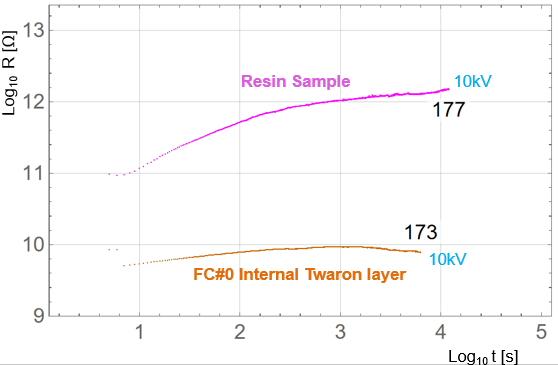 13
12
11
10
9
Log10 R [Ω]
Resin Sample
10kV
177
173
10kV
FC#0 Internal Twaron layer
1
2
3
4
5
Log10 t [s]